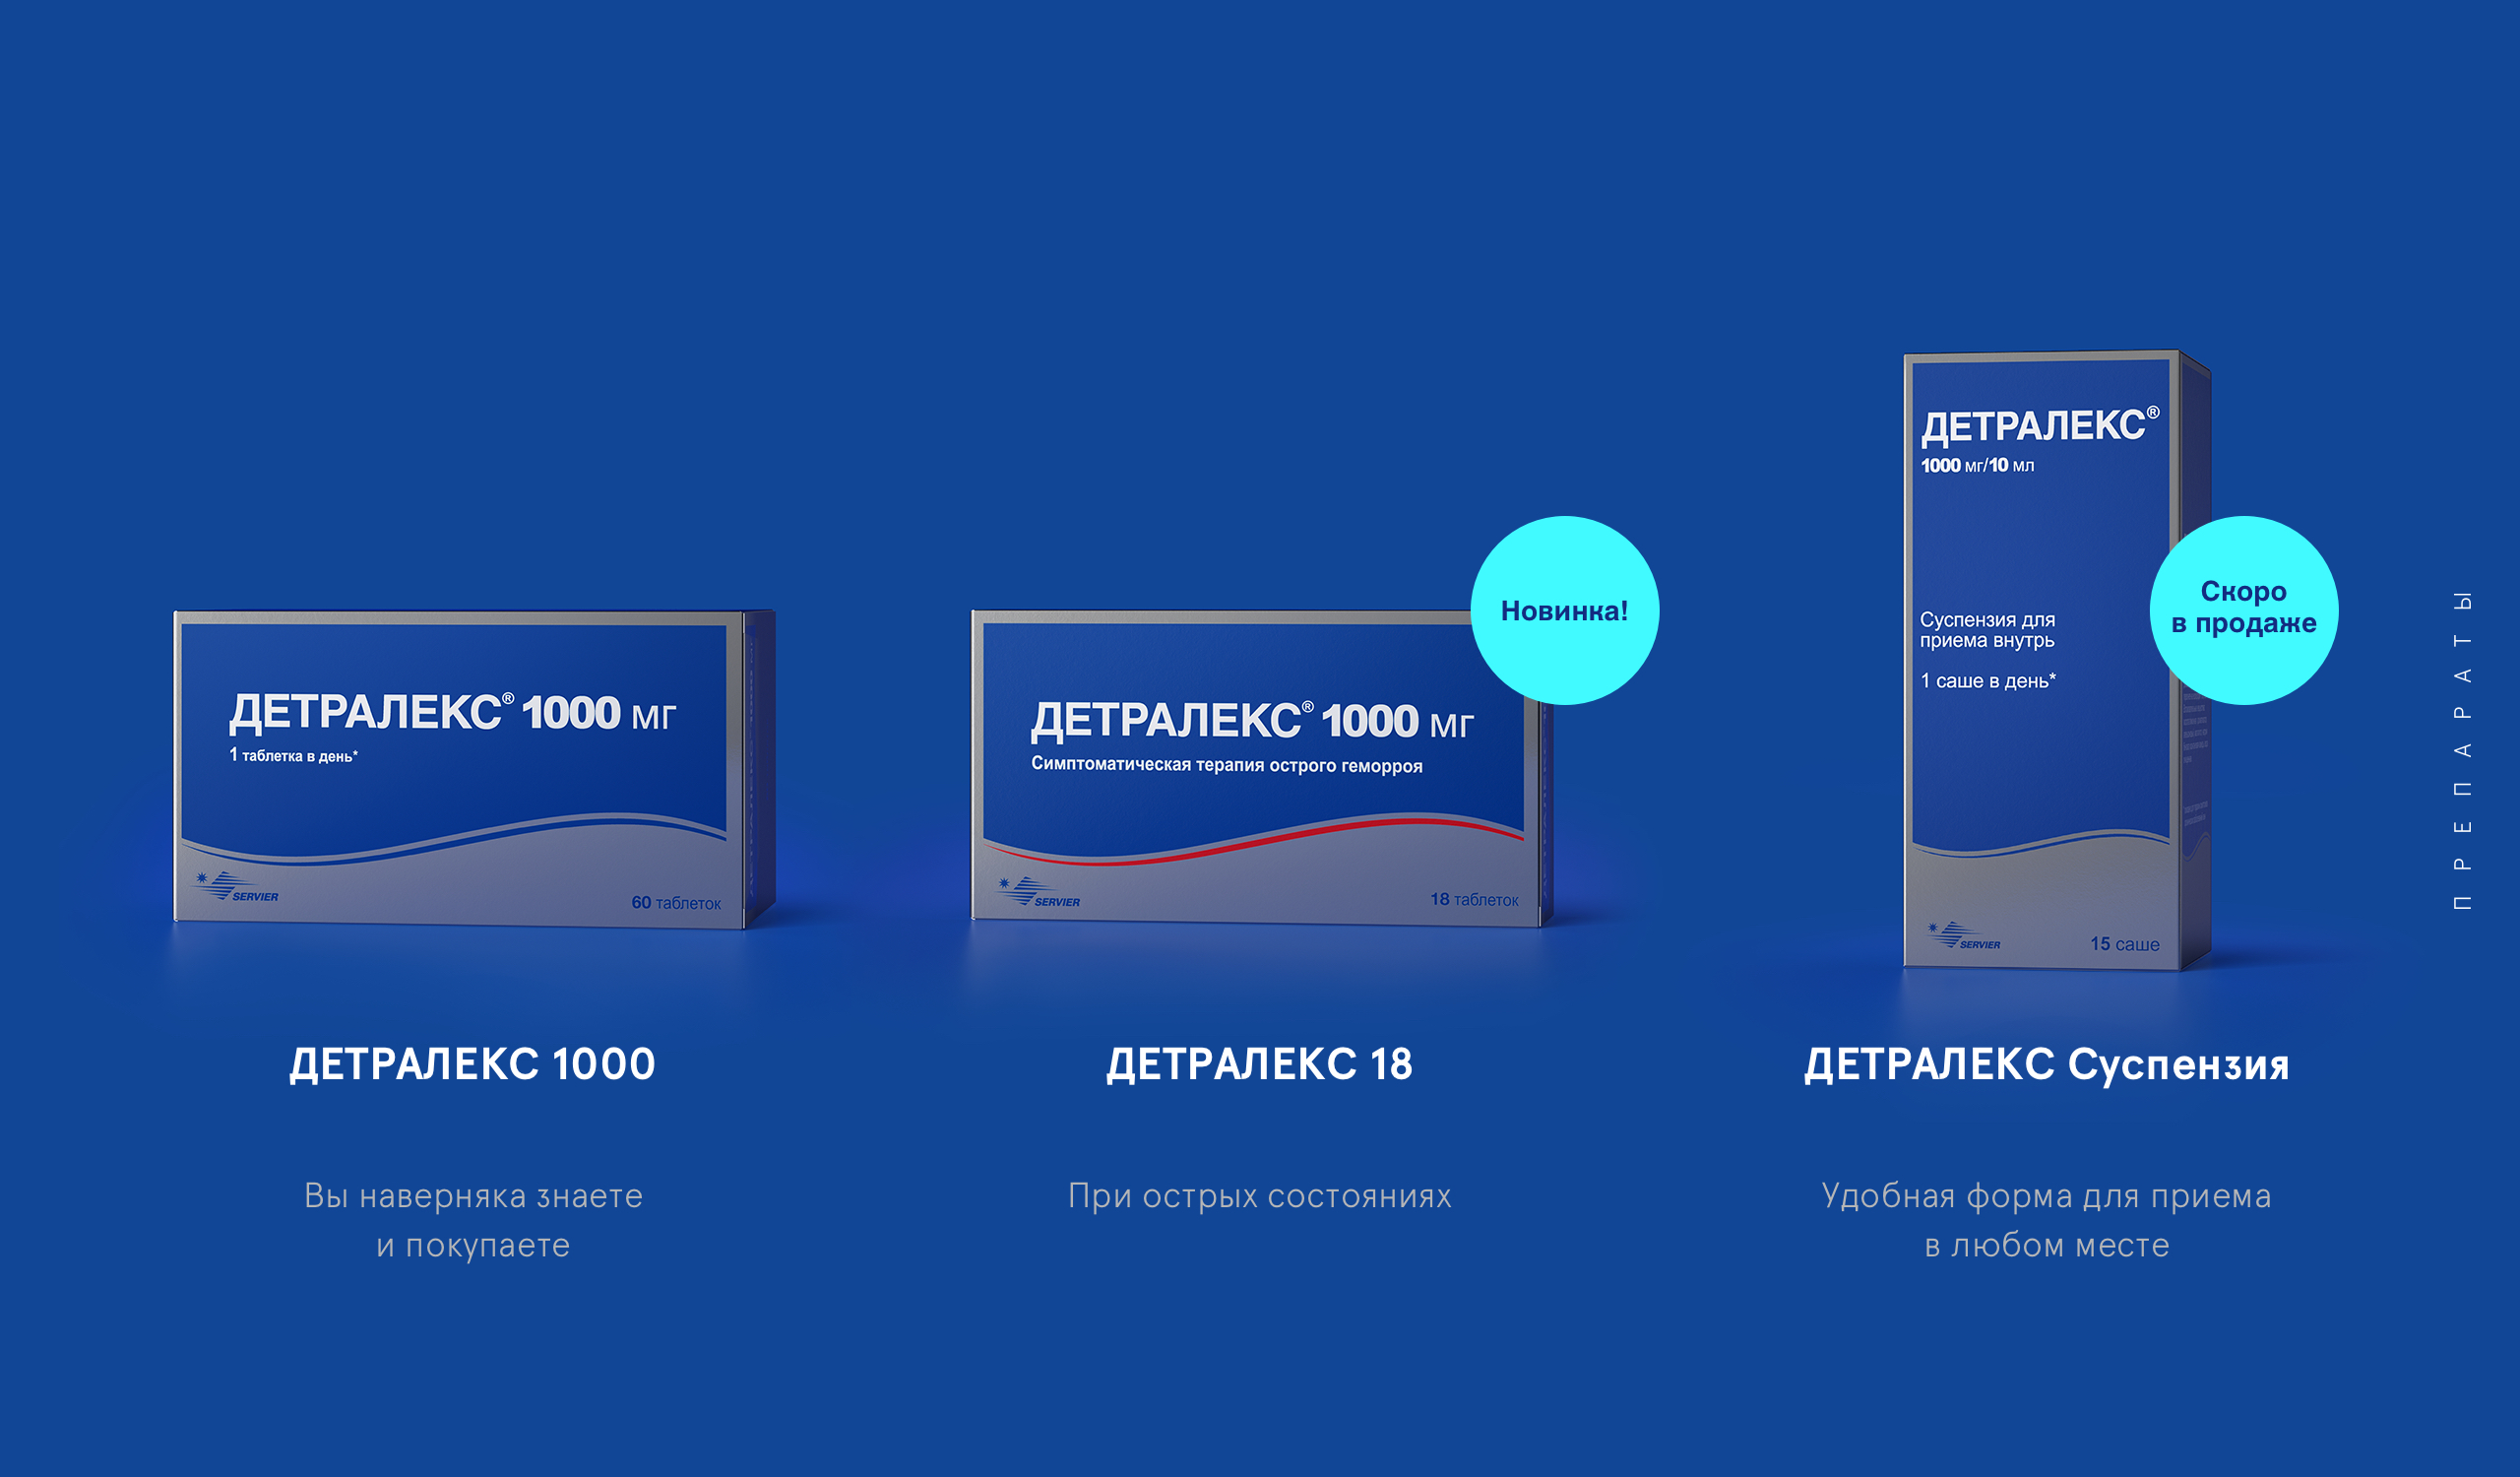 ДЕТРАЛЕКС® 1000 мг
1 таблетка в день*
SERVIER
60 таблеток
ДЕТРАЛЕКС 1000
Вы наверняка знаете
и покупаете
Новинка!
ДЕТРАЛЕКС® 1000 мг
Симптоматическая терапия острого геморроя
SERVIER
18 таблеток
ДЕТРАЛЕКС 18
При острых состояниях
ДЕТРАЛЕКС®
1000 мг/10 мл
Скоро
в продаже
Суспензия для
приема внутрь
1 саше в день*
SERVIER
15 саше
ДЕТРАЛЕКС Суспензия
Удобная форма для приема
в любом месте
ПРЕПАРАТЫ